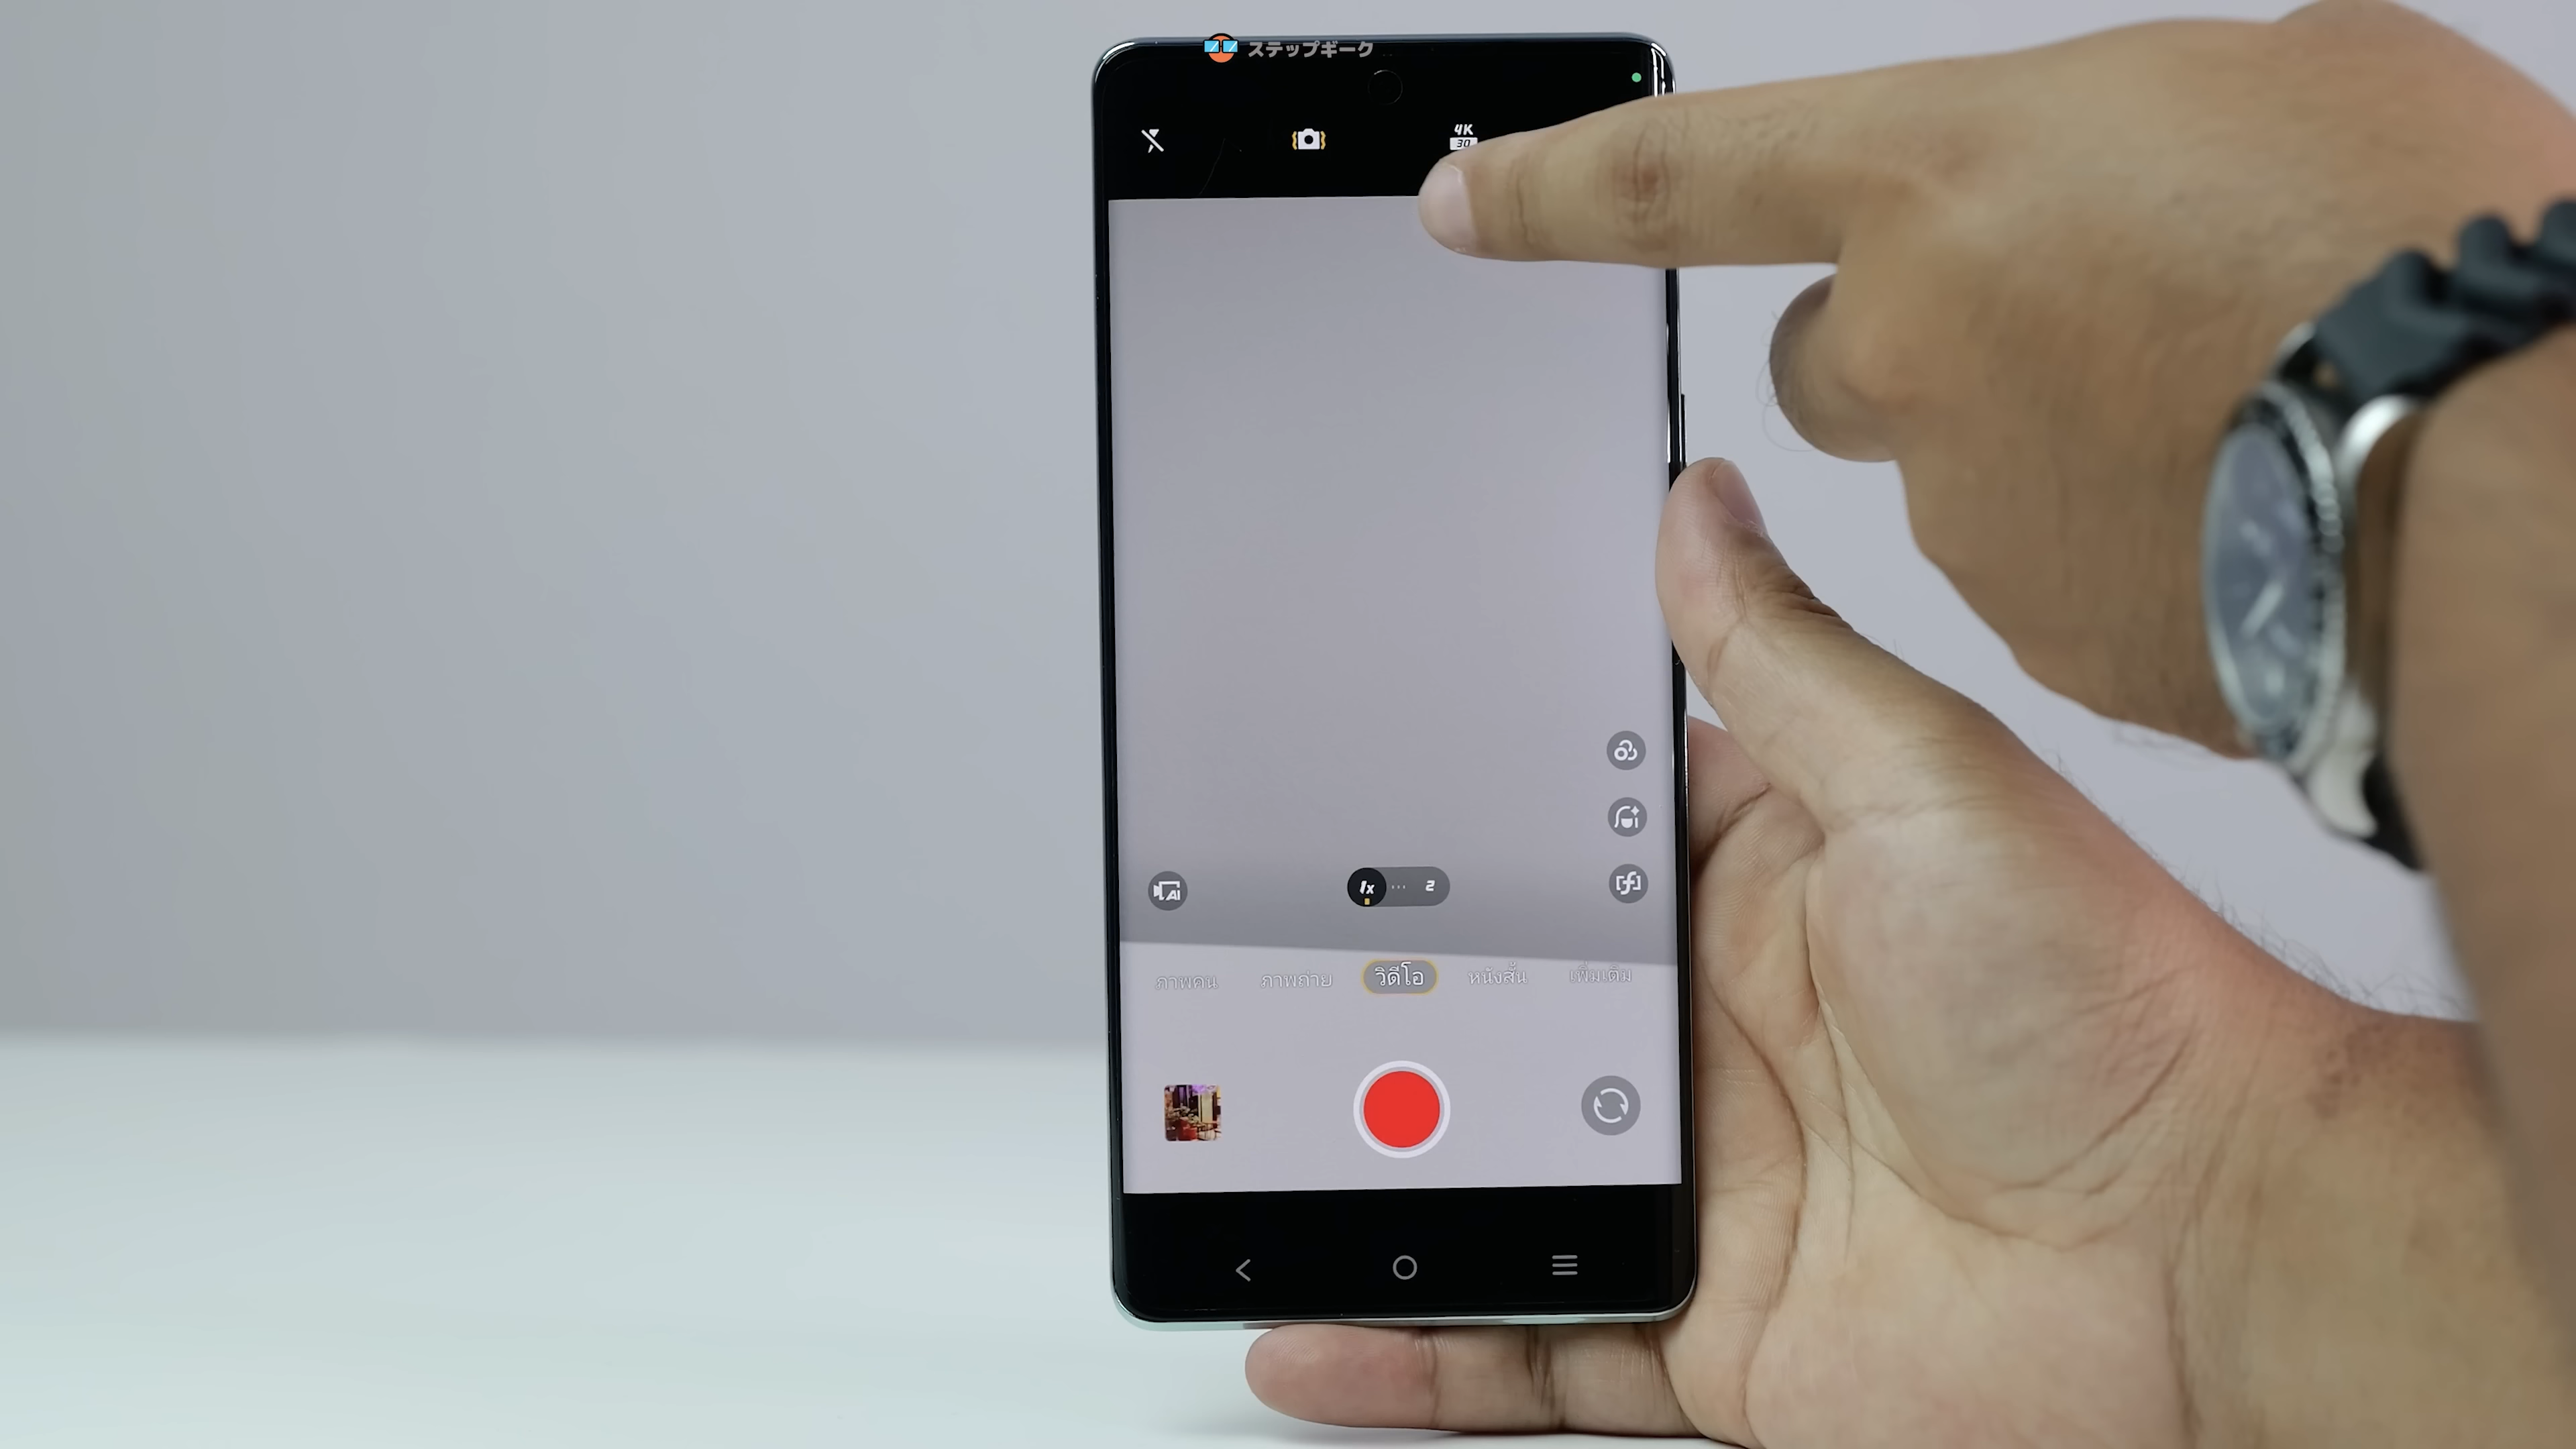 ステップギーク
4K
30
AI
1x 2
ภาพคน ภาพถ่าย วิดีโอ หนังสั้น เพิ่มเติม